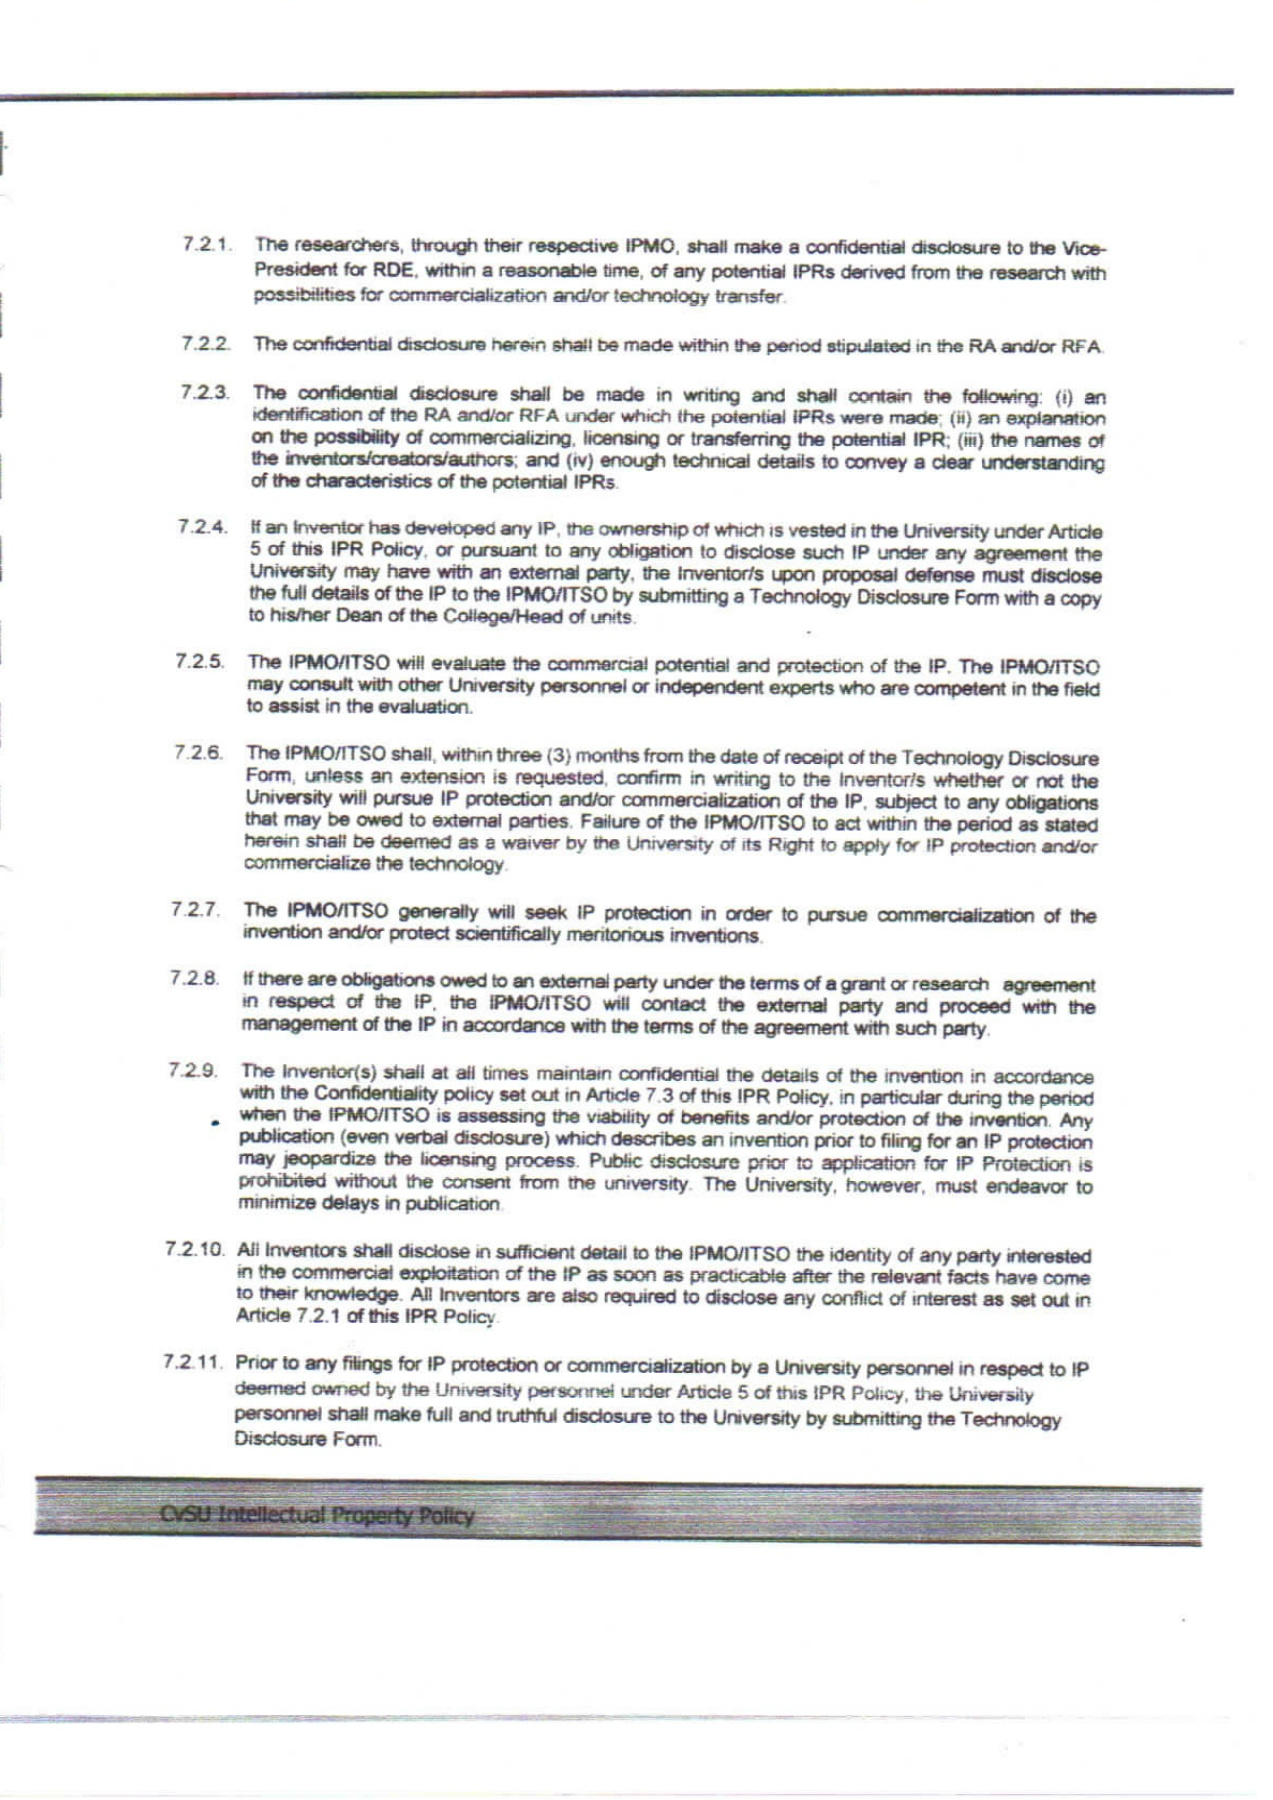 7.2.1. The researchers, through their respective IPMO, shall make a confidential disclosure to the Vice-
President for RDE, within a reasonable time, of any potential IPRs derived from the research with
possibilities for commercialization and/or technology transfer.
7.2.2. The confidential disclosure herein shall be made within the period stipulated in the RA and/or RFA.
7.2.3. The confidential disclosure shall be made in writing and shall contain the following: (i) an
identification of the RA and/or RFA under which the potential IPRs were made; (ii) an explanation
on the possibility of commercializing, licensing or transferring the potential IPR; (iii) the names of
the inventors/creators/authors; and (iv) enough technical details to convey a clear understanding
of the characteristics of the potential IPRs.
7.2.4. If an Inventor has developed any IP, the ownership of which is vested in the University under Article
5 of this IPR Policy, or pursuant to any obligation to disclose such IP under any agreement the
University may have with an external party, the Inventor/s upon proposal defense must disclose
the full details of the IP to the IPMO/ITSO by submitting a Technology Disclosure Form with a copy
to his/her Dean of the College/Head of units.
7.2.5. The IPMO/ITSO will evaluate the commercial potential and protection of the IP. The IPMO/ITSO
may consult with other University personnel or independent experts who are competent in the field
to assist in the evaluation.
7.2.6. The IPMO/ITSO shall, within three (3) months from the date of receipt of the Technology Disclosure
Form, unless an extension is requested, confirm in writing to the Inventor/s whether or not the
University will pursue IP protection and/or commercialization of the IP, subject to any obligations
that may be owed to external parties. Failure of the IPMO/ITSO to act within the period as stated
herein shall be deemed as a waiver by the University of its Right to apply for IP protection and/or
commercialize the technology.
7.2.7. The IPMO/ITSO generally will seek IP protection in order to pursue commercialization of the
invention and/or protect scientifically meritorious inventions.
7.2.8. If there are obligations owed to an external party under the terms of a grant or research agreement
in respect of the IP, the IPMO/ITSO will contact the external party and proceed with the
management of the IP in accordance with the terms of the agreement with such party.
7.2.9. The Inventor(s) shall at all times maintain confidential the details of the invention in accordance
with the Confidentiality policy set out in Article 7.3 of this IPR Policy, in particular during the period
when the IPMO/ITSO is assessing the viability of benefits and/or protection of the invention. Any
publication (even verbal disclosure) which describes an invention prior to filing for an IP protection
may jeopardize the licensing process. Public disclosure prior to application for IP Protection is
prohibited without the consent from the university. The University, however, must endeavor to
minimize delays in publication.
7.2.10. All Inventors shall disclose in sufficient detail to the IPMO/ITSO the identity of any party interested
in the commercial exploitation of the IP as soon as practicable after the relevant facts have come
to their knowledge. All Inventors are also required to disclose any conflict of interest as set out in
Article 7.2.1 of this IPR Policy.
7.2.11. Prior to any filings for IP protection or commercialization by a University personnel in respect to IP
deemed owned by the University personnel under Article 5 of this IPR Policy, the University
personnel shall make full and truthful disclosure to the University by submitting the Technology
Disclosure Form.
CvSU Intellectual Property Policy